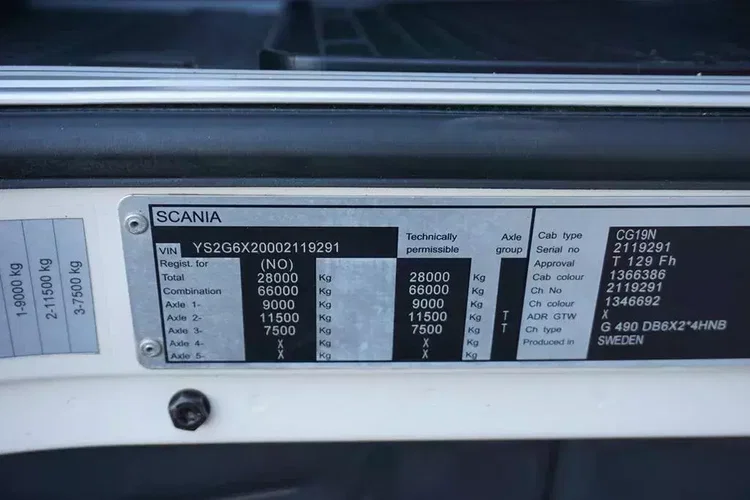 1-9000 kg
2-11500 kg
3-7500 kg
SCANIA
VIN YS2G6X20002119291 Technically permissible Axle group
Regist. for (NO)
Total 28000 Kg 28000 Kg
Combination 66000 Kg 66000 Kg
Axle 1- 9000 Kg 9000 Kg
Axle 2- 11500 Kg 11500 Kg T
Axle 3- 7500 Kg 7500 Kg T
Axle 4- X Kg X Kg
Axle 5- X Kg X Kg
Cab type CG19N
Serial no 2119291
Approval T 129 Fh
Cab colour 1366386
Ch No 2119291
Ch colour 1346692
ADR GTW X
Ch type G 490 DB6X2*4HNB
Produced in SWEDEN